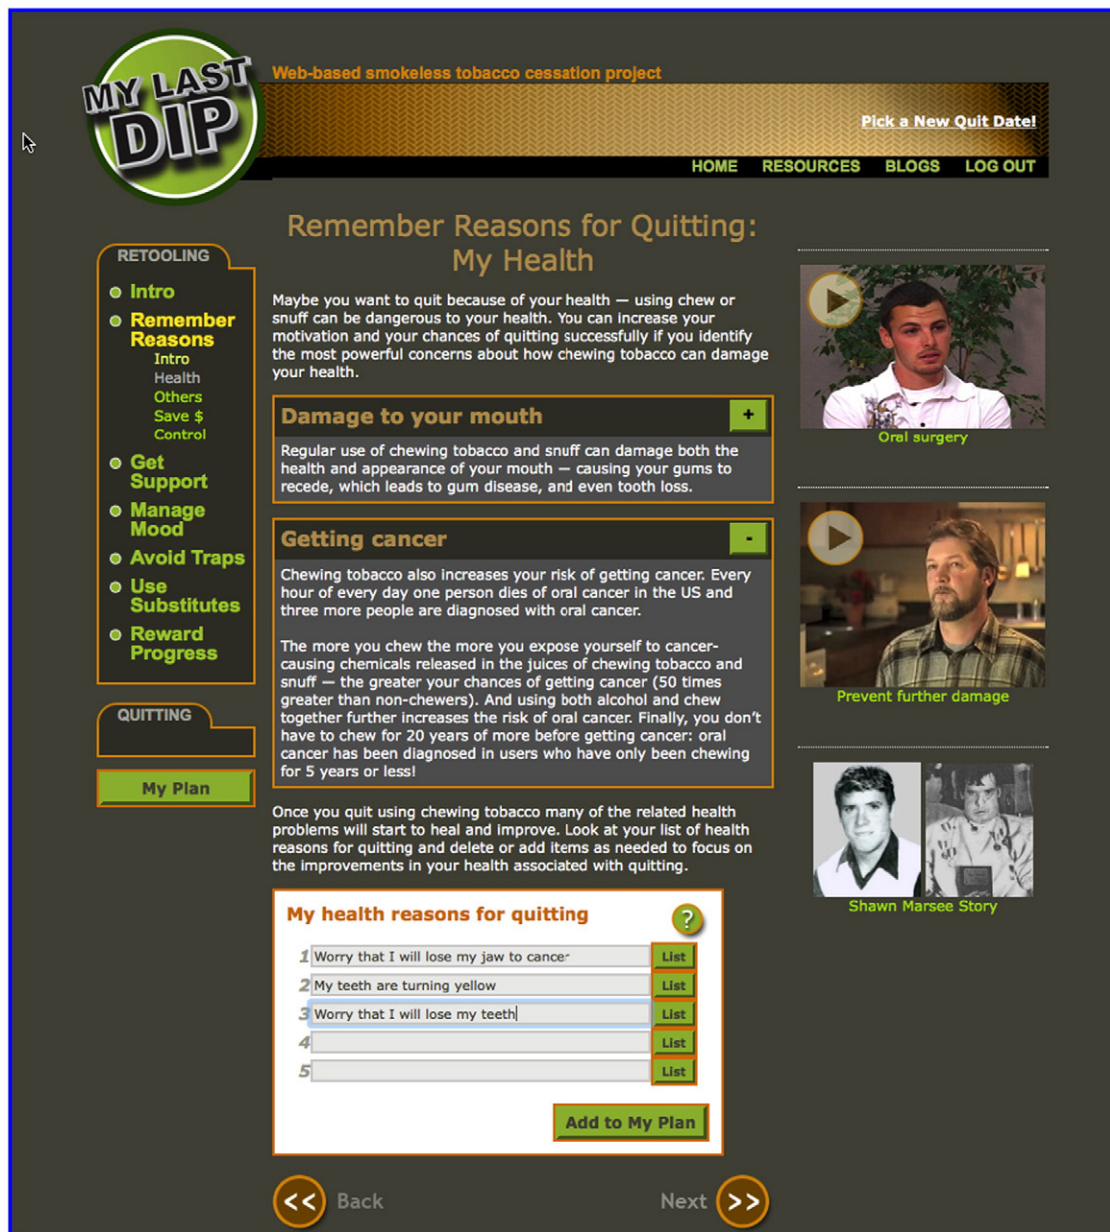 MY LAST
DIP
Web-based smokeless tobacco cessation project
Pick a New Quit Date!
HOME RESOURCES BLOGS LOG OUT
RETOOLING
Intro
Remember
Reasons
Intro
Health
Others
Save $
Control
Get
Support
Manage
Mood
Avoid Traps
Use
Substitutes
Reward
Progress
QUITTING
My Plan
Remember Reasons for Quitting:
My Health
Maybe you want to quit because of your health — using chew or
snuff can be dangerous to your health. You can increase your
motivation and your chances of quitting successfully if you identify
the most powerful concerns about how chewing tobacco can damage
your health.
Damage to your mouth +
Regular use of chewing tobacco and snuff can damage both the
health and appearance of your mouth — causing your gums to
recede, which leads to gum disease, and even tooth loss.
Getting cancer -
Chewing tobacco also increases your risk of getting cancer. Every
hour of every day one person dies of oral cancer in the US and
three more people are diagnosed with oral cancer.
The more you chew the more you expose yourself to cancer-
causing chemicals released in the juices of chewing tobacco and
snuff — the greater your chances of getting cancer (50 times
greater than non-chewers). And using both alcohol and chew
together further increases the risk of oral cancer. Finally, you don’t
have to chew for 20 years of more before getting cancer: oral
cancer has been diagnosed in users who have only been chewing
for 5 years or less!
Once you quit using chewing tobacco many of the related health
problems will start to heal and improve. Look at your list of health
reasons for quitting and delete or add items as needed to focus on
the improvements in your health associated with quitting.
My health reasons for quitting ?
1 Worry that I will lose my jaw to cancer List
2 My teeth are turning yellow List
3 Worry that I will lose my teeth List
4 List
5 List
Add to My Plan
<< Back Next >>
Oral surgery
Prevent further damage
Shawn Marsee Story